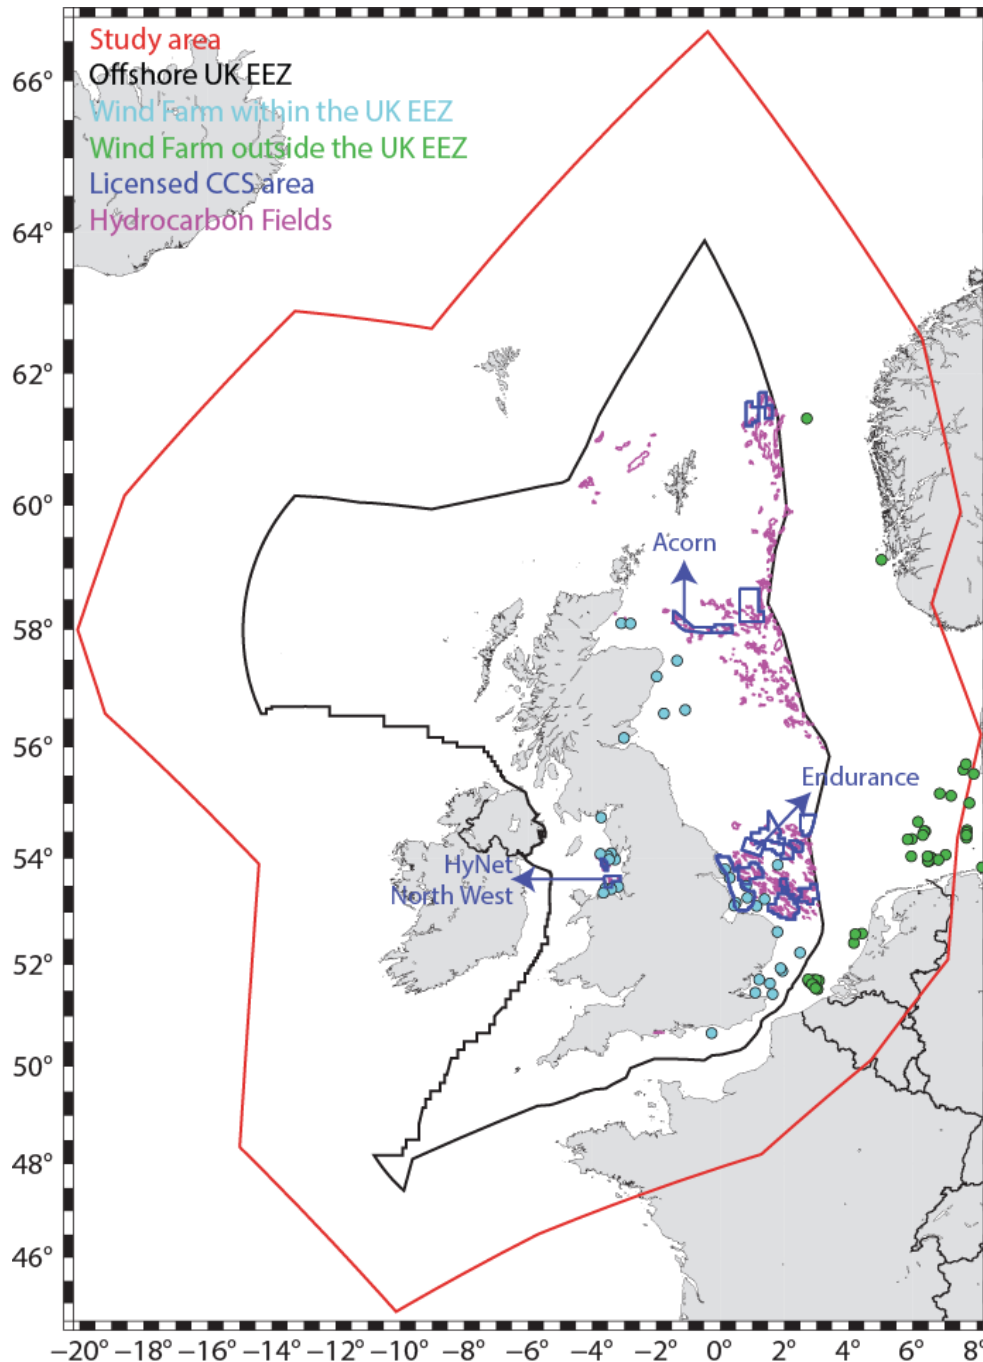 Study area
Offshore UK EEZ
Wind Farm within the UK EEZ
Wind Farm outside the UK EEZ
Licensed CCS area
Hydrocarbon Fields
66°
64°
62°
60°
58°
56°
54°
52°
50°
48°
46°
Acorn
Endurance
HyNet
North West
−20° −18° −16° −14° −12° −10° −8° −6° −4° −2° 0° 2° 4° 6° 8°